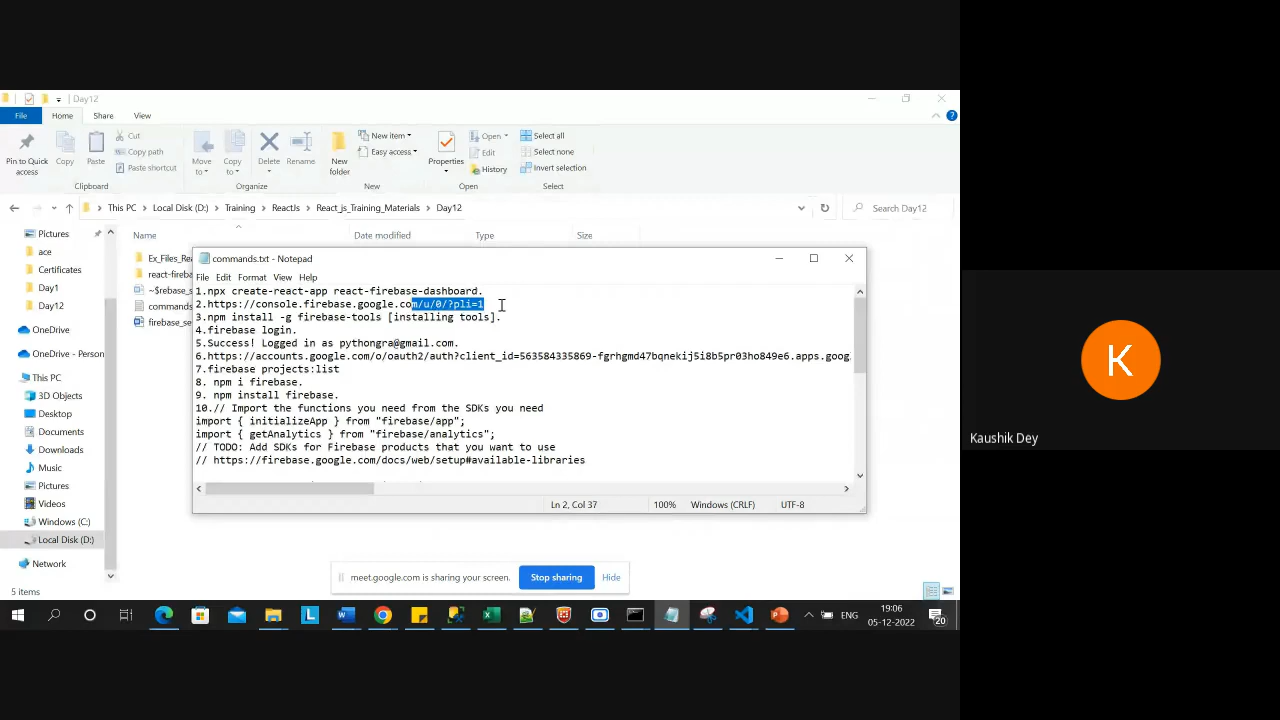 Day12
File Home Share View
Pin to Quick access
Copy
Paste
Cut
Copy path
Paste shortcut
Clipboard
Move to
Copy to
Delete
Rename
Organize
New folder
New item
Easy access
New
Properties
Open
Edit
History
Open
Select all
Select none
Invert selection
Select
This PC Local Disk (D:) Training ReactJs React_js_Training_Materials Day12
Search Day12
Name Date modified Type Size
Pictures
ace
Certificates
Day1
Day12
OneDrive
OneDrive - Person
This PC
3D Objects
Desktop
Documents
Downloads
Music
Pictures
Videos
Windows (C:)
Local Disk (D:)
Network
Ex_Files_Rea
react-fireba
~$rebase_se
commands
firebase_se
commands.txt - Notepad
File Edit Format View Help
1.npx create-react-app react-firebase-dashboard.
2.https://console.firebase.google.com/u/0/?pli=1
3.npm install -g firebase-tools [installing tools].
4.firebase login.
5.Success! Logged in as pythongra@gmail.com.
6.https://accounts.google.com/o/oauth2/auth?client_id=563584335869-fgrhgmd47bqnekij5i8b5pr03ho849e6.apps.goog
7.firebase projects:list
8. npm i firebase.
9. npm install firebase.
10.// Import the functions you need from the SDKs you need
import { initializeApp } from "firebase/app";
import { getAnalytics } from "firebase/analytics";
// TODO: Add SDKs for Firebase products that you want to use
// https://firebase.google.com/docs/web/setup#available-libraries
Ln 2, Col 37 100% Windows (CRLF) UTF-8
meet.google.com is sharing your screen. Stop sharing Hide
5 items
ENG
19:06
05-12-2022
20
K
Kaushik Dey